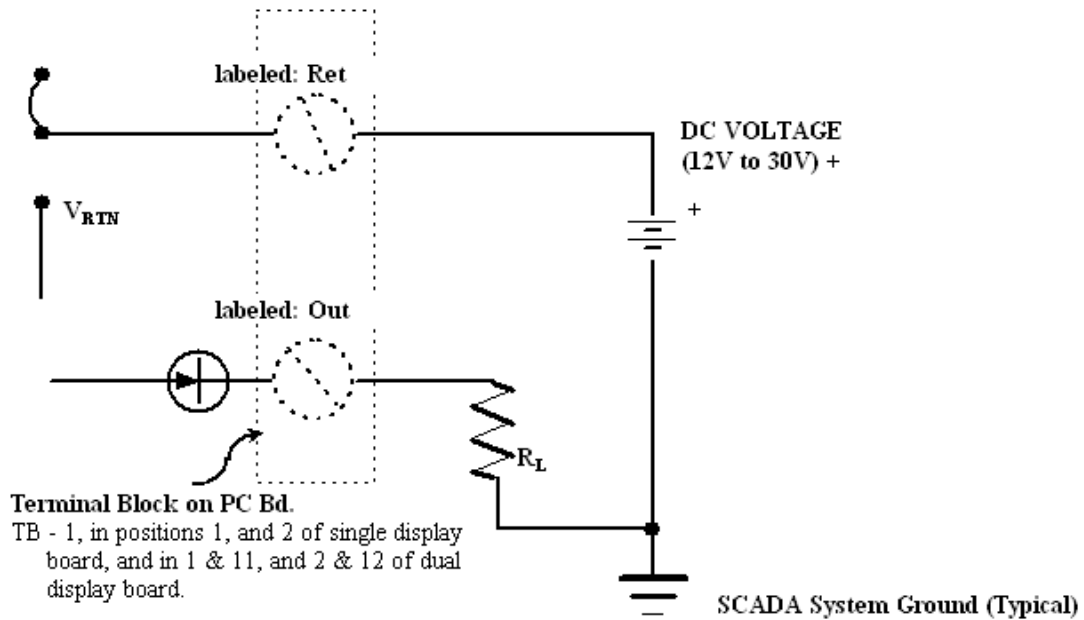 labeled: Ret
DC VOLTAGE
(12V to 30V) +
+
VRTN
labeled: Out
RL
Terminal Block on PC Bd.
TB - 1, in positions 1, and 2 of single display
board, and in 1 & 11, and 2 & 12 of dual
display board.
SCADA System Ground (Typical)